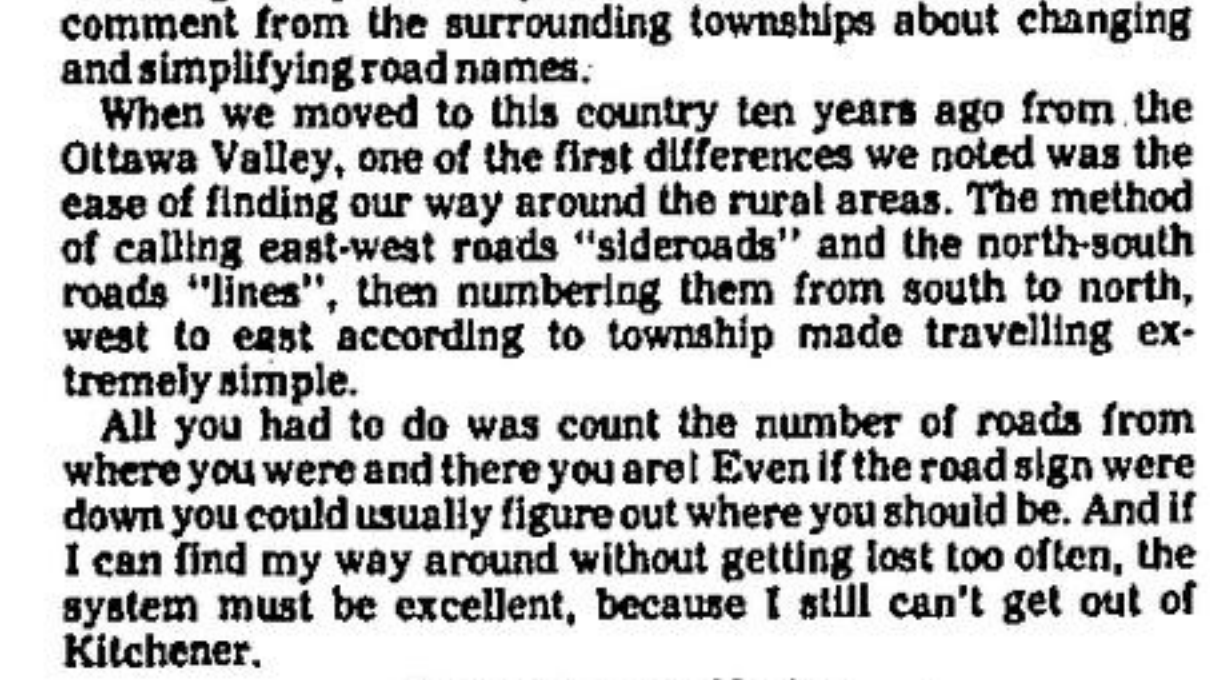 comment from the surrounding townships about changing
and simplifying road names.
When we moved to this country ten years ago from the
Ottawa Valley, one of the first differences we noted was the
ease of finding our way around the rural areas. The method
of calling east-west roads "sideroads" and the north-south
roads "lines", then numbering them from south to north,
west to east according to township made travelling ex-
tremely simple.
All you had to do was count the number of roads from
where you were and there you are! Even if the road sign were
down you could usually figure out where you should be. And if
I can find my way around without getting lost too often, the
system must be excellent, because I still can't get out of
Kitchener.